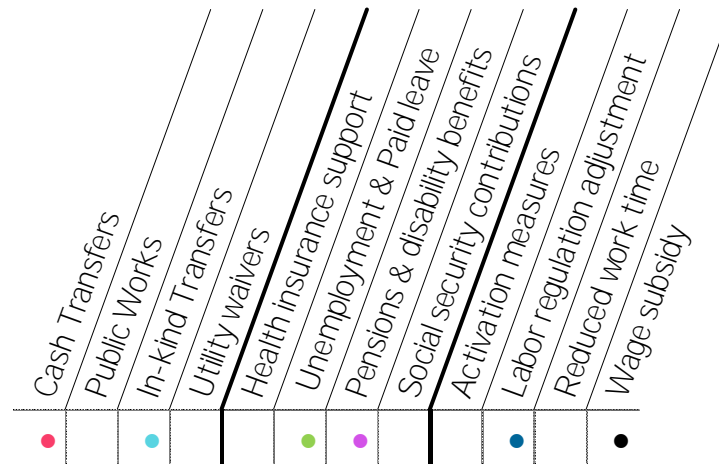 Cash Transfers
Public Works
In-Kind Transfers
Utility waivers
Health insurance support
Unemployment & Paid leave
Pensions & disability benefits
Social security contributions
Activation measures
Labor regulation adjustment
Reduced work time
Wage subsidy